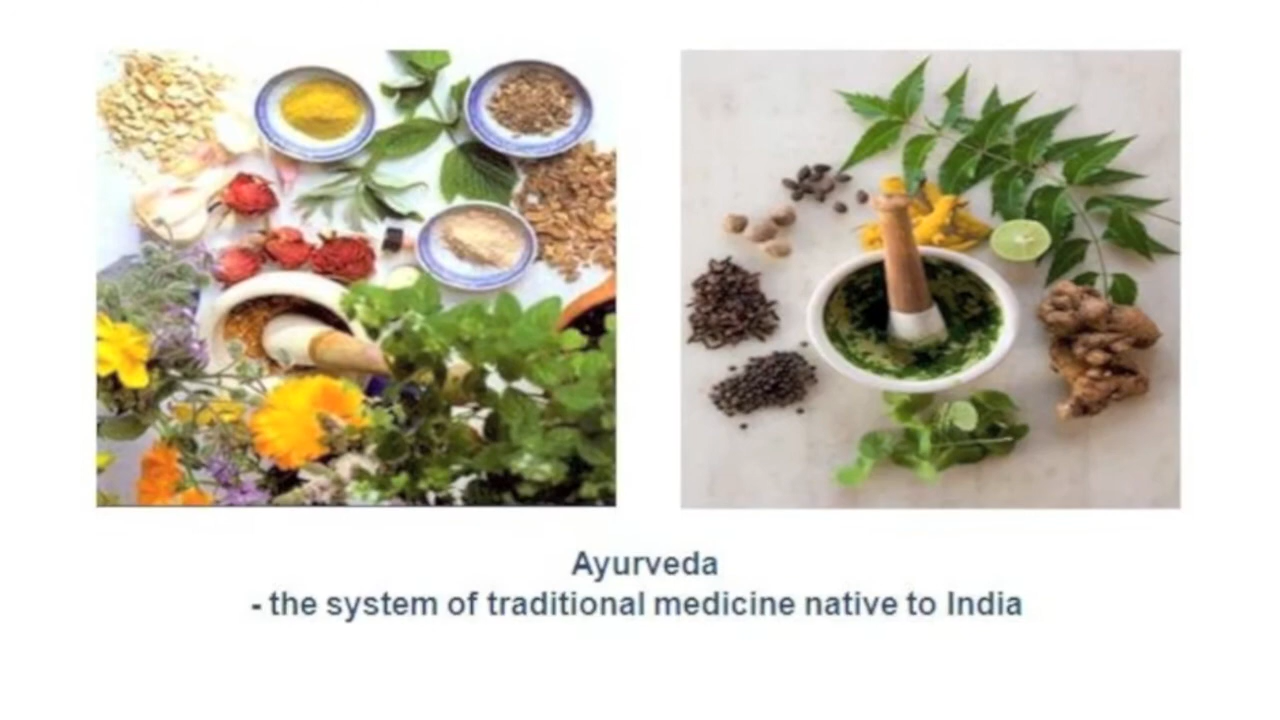 Ayurveda
- the system of traditional medicine native to India